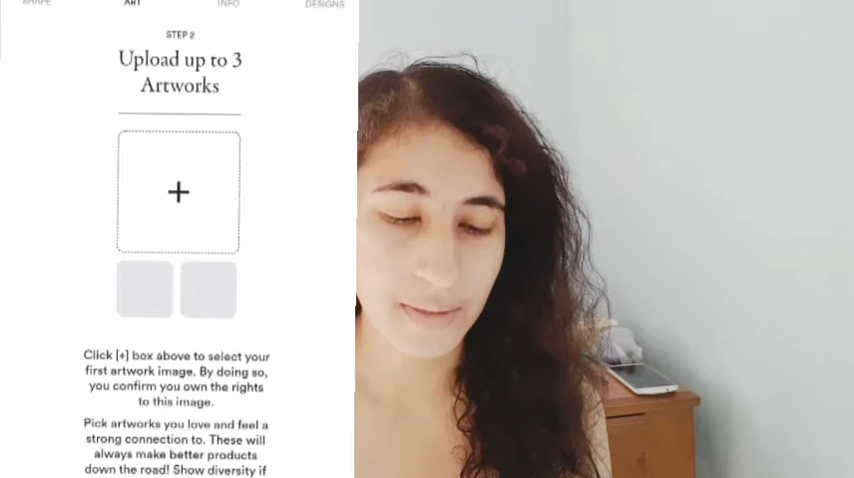 SHAPE
ART
INFO
DESIGNS
STEP 2
Upload up to 3
Artworks
+
Click [+] box above to select your
first artwork image. By doing so,
you confirm you own the rights
to this image.
Pick artworks you love and feel a
strong connection to. These will
always make better products
down the road! Show diversity if